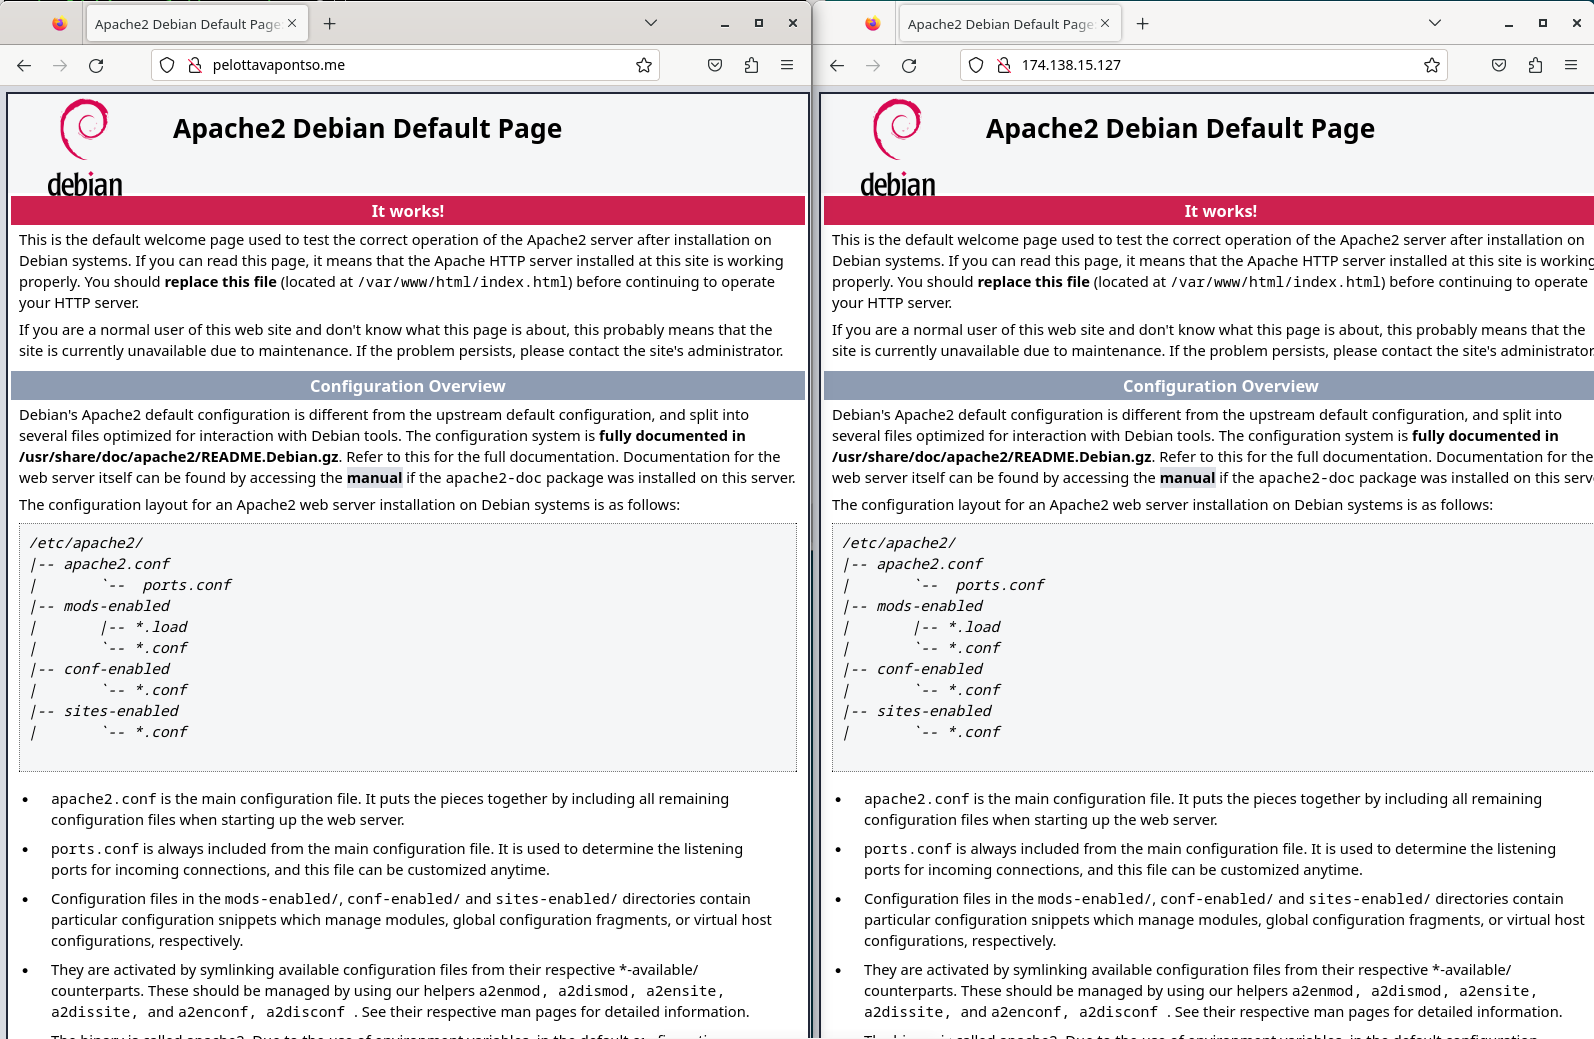 Apache2 Debian Default Page
pelottavapontso.me
debian
Apache2 Debian Default Page
It works!
This is the default welcome page used to test the correct operation of the Apache2 server after installation on
Debian systems. If you can read this page, it means that the Apache HTTP server installed at this site is working
properly. You should replace this file (located at /var/www/html/index.html) before continuing to operate
your HTTP server.
If you are a normal user of this web site and don't know what this page is about, this probably means that the
site is currently unavailable due to maintenance. If the problem persists, please contact the site's administrator.
Configuration Overview
Debian's Apache2 default configuration is different from the upstream default configuration, and split into
several files optimized for interaction with Debian tools. The configuration system is fully documented in
/usr/share/doc/apache2/README.Debian.gz. Refer to this for the full documentation. Documentation for the
web server itself can be found by accessing the manual if the apache2-doc package was installed on this server.
The configuration layout for an Apache2 web server installation on Debian systems is as follows:
/etc/apache2/
|-- apache2.conf
|       `--  ports.conf
|-- mods-enabled
|       |-- *.load
|       `-- *.conf
|-- conf-enabled
|       `-- *.conf
|-- sites-enabled
|       `-- *.conf
• apache2.conf is the main configuration file. It puts the pieces together by including all remaining
configuration files when starting up the web server.
• ports.conf is always included from the main configuration file. It is used to determine the listening
ports for incoming connections, and this file can be customized anytime.
• Configuration files in the mods-enabled/, conf-enabled/ and sites-enabled/ directories contain
particular configuration snippets which manage modules, global configuration fragments, or virtual host
configurations, respectively.
• They are activated by symlinking available configuration files from their respective *-available/
counterparts. These should be managed by using our helpers a2enmod, a2dismod, a2ensite,
a2dissite, and a2enconf, a2disconf . See their respective man pages for detailed information.
Apache2 Debian Default Page
174.138.15.127
debian
Apache2 Debian Default Page
It works!
This is the default welcome page used to test the correct operation of the Apache2 server after installation on
Debian systems. If you can read this page, it means that the Apache HTTP server installed at this site is working
properly. You should replace this file (located at /var/www/html/index.html) before continuing to operate
your HTTP server.
If you are a normal user of this web site and don't know what this page is about, this probably means that the
site is currently unavailable due to maintenance. If the problem persists, please contact the site's administrator.
Configuration Overview
Debian's Apache2 default configuration is different from the upstream default configuration, and split into
several files optimized for interaction with Debian tools. The configuration system is fully documented in
/usr/share/doc/apache2/README.Debian.gz. Refer to this for the full documentation. Documentation for the
web server itself can be found by accessing the manual if the apache2-doc package was installed on this serv
The configuration layout for an Apache2 web server installation on Debian systems is as follows:
/etc/apache2/
|-- apache2.conf
|       `--  ports.conf
|-- mods-enabled
|       |-- *.load
|       `-- *.conf
|-- conf-enabled
|       `-- *.conf
|-- sites-enabled
|       `-- *.conf
• apache2.conf is the main configuration file. It puts the pieces together by including all remaining
configuration files when starting up the web server.
• ports.conf is always included from the main configuration file. It is used to determine the listening
ports for incoming connections, and this file can be customized anytime.
• Configuration files in the mods-enabled/, conf-enabled/ and sites-enabled/ directories contain
particular configuration snippets which manage modules, global configuration fragments, or virtual host
configurations, respectively.
• They are activated by symlinking available configuration files from their respective *-available/
counterparts. These should be managed by using our helpers a2enmod, a2dismod, a2ensite,
a2dissite, and a2enconf, a2disconf . See their respective man pages for detailed information.